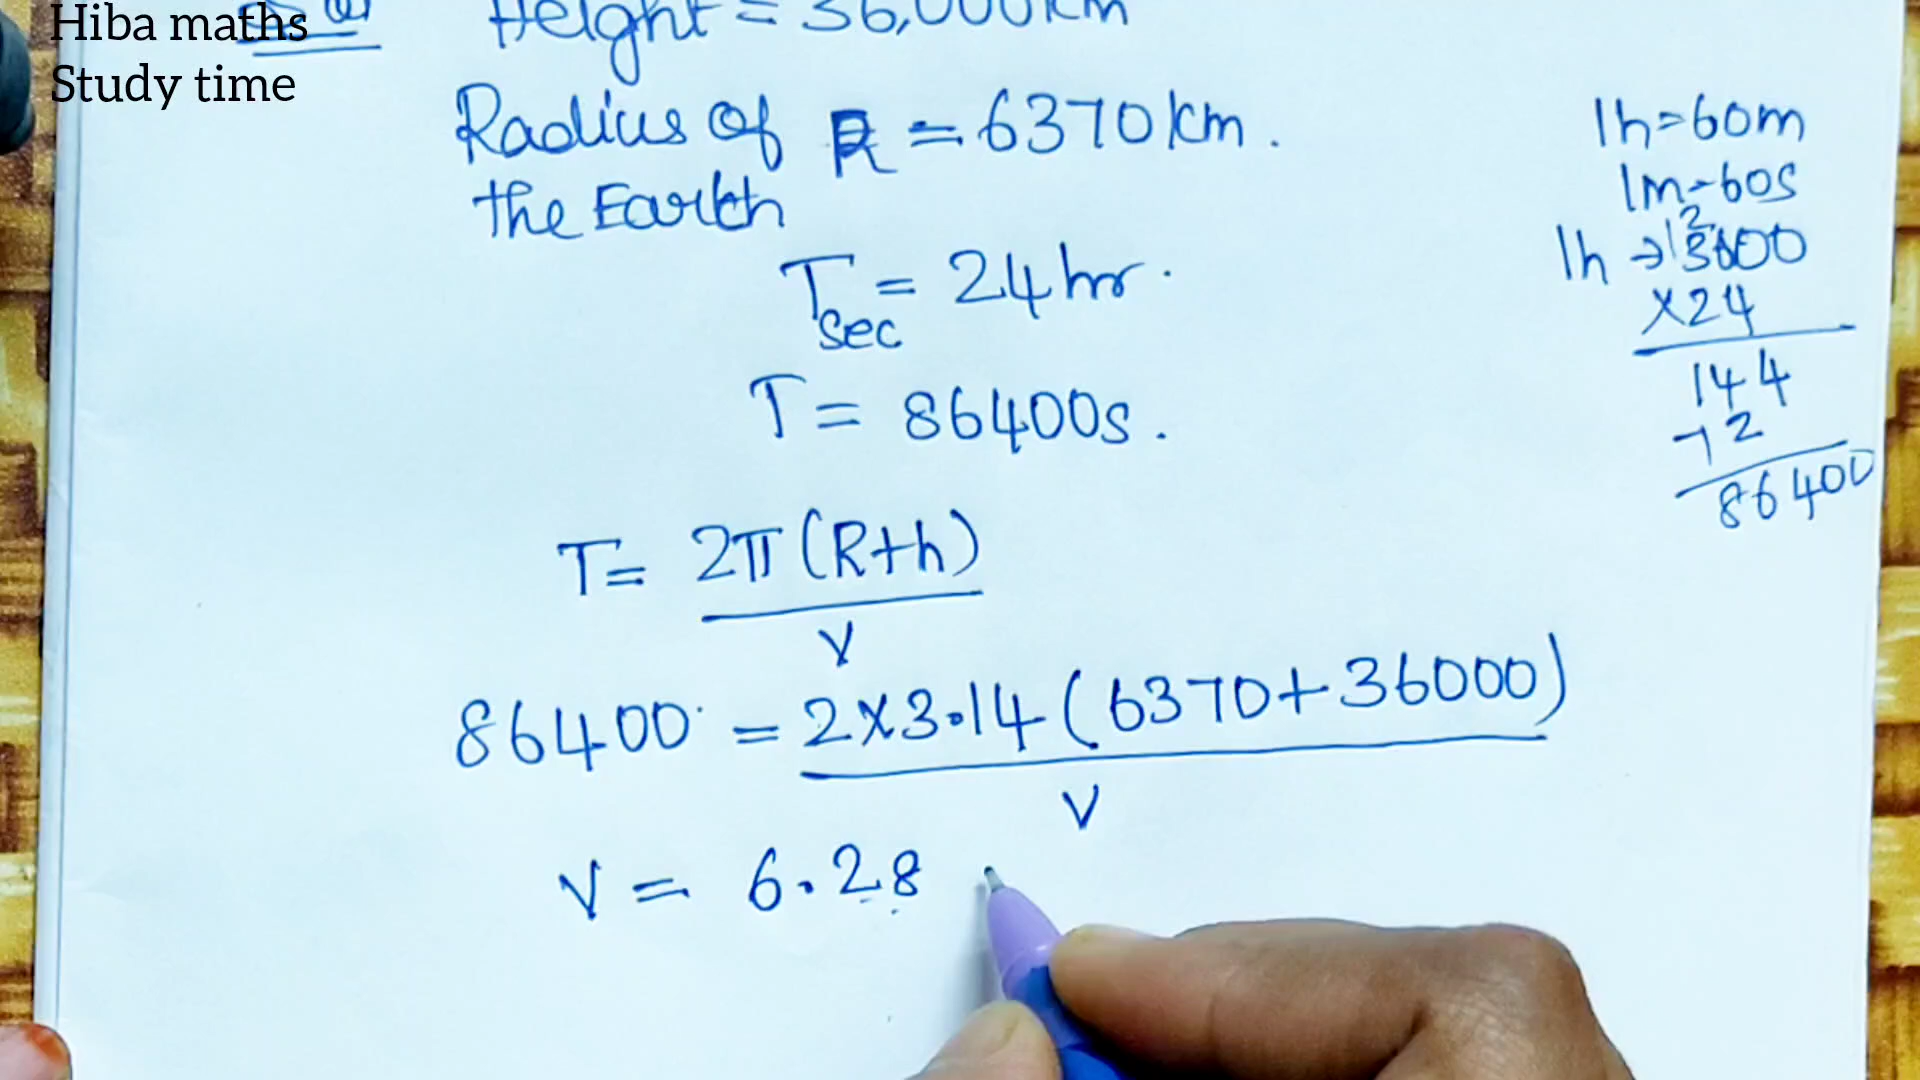 Hiba maths
Study time
Height = 36,000km
Radius of R = 6370 km.
the Earth
T = 24 hr.
sec
T = 86400s.
T = 2π (R+h)
V
86400 = 2×3.14 (6370+36000)
V
V = 6.28
1h=60m
1m-60s
1h → 3600
×24
144
72
86400